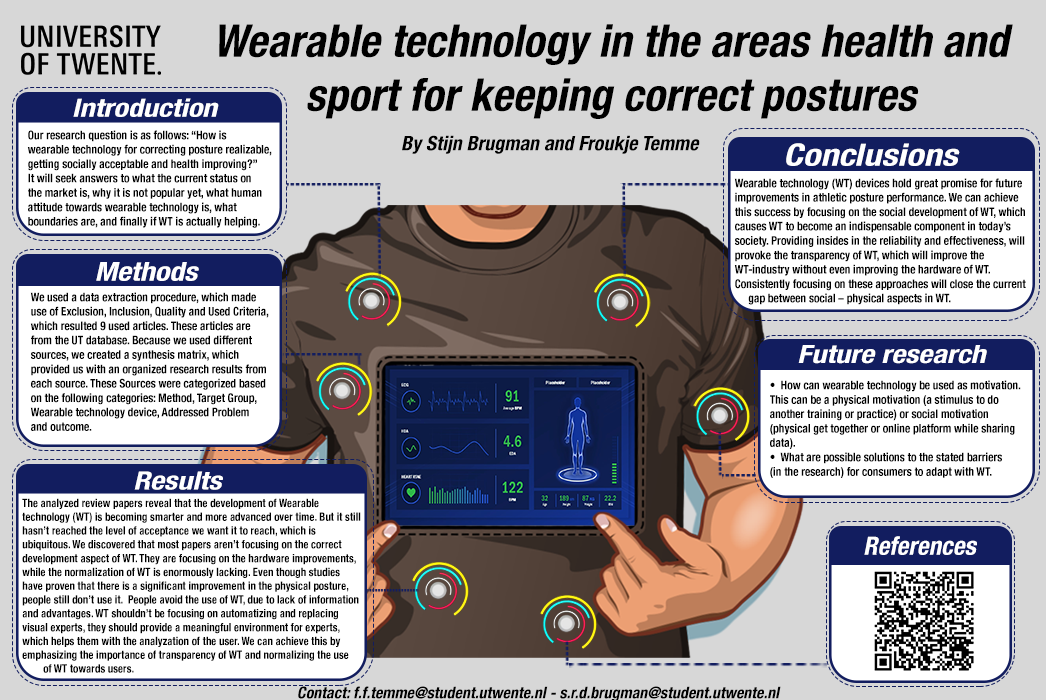 UNIVERSITY
OF TWENTE.
Wearable technology in the areas health and
sport for keeping correct postures
By Stijn Brugman and Froukje Temme
Introduction
Our research question is as follows: “How is
wearable technology for correcting posture realizable,
getting socially acceptable and health improving?”
It will seek answers to what the current status on
the market is, why it is not popular yet, what human
attitude towards wearable technology is, what
boundaries are, and finally if WT is actually helping.
Methods
We used a data extraction procedure, which made
use of Exclusion, Inclusion, Quality and Used Criteria,
which resulted 9 used articles. These articles are
from the UT database. Because we used different
sources, we created a synthesis matrix, which
provided us with an organized research results from
each source. These Sources were categorized based
on the following categories: Method, Target Group,
Wearable technology device, Addressed Problem
and outcome.
Results
The analyzed review papers reveal that the development of Wearable
technology (WT) is becoming smarter and more advanced over time. But it still
hasn’t reached the level of acceptance we want it to reach, which is
ubiquitous. We discovered that most papers aren’t focusing on the correct
development aspect of WT. They are focusing on the hardware improvements,
while the normalization of WT is enormously lacking. Even though studies
have proven that there is a significant improvement in the physical posture,
people still don’t use it. People avoid the use of WT, due to lack of information
and advantages. WT shouldn’t be focusing on automatizing and replacing
visual experts, they should provide a meaningful environment for experts,
which helps them with the analyzation of the user. We can achieve this by
emphasizing the importance of transparency of WT and normalizing the use
of WT towards users.
91
Average BPM
4.6
EDA
HEART RATE
122
BPM
Placeholder
Placeholder
32
189
87
22.2
Conclusions
Wearable technology (WT) devices hold great promise for future
improvements in athletic posture performance. We can achieve
this success by focusing on the social development of WT, which
causes WT to become an indispensable component in today’s
society. Providing insides in the reliability and effectiveness, will
provoke the transparency of WT, which will improve the
WT-industry without even improving the hardware of WT.
Consistently focusing on these approaches will close the current
gap between social – physical aspects in WT.
Future research
• How can wearable technology be used as motivation.
This can be a physical motivation (a stimulus to do
another training or practice) or social motivation
(physical get together or online platform while sharing
data).
• What are possible solutions to the stated barriers
(in the research) for consumers to adapt with WT.
References
Contact: f.f.temme@student.utwente.nl - s.r.d.brugman@student.utwente.nl